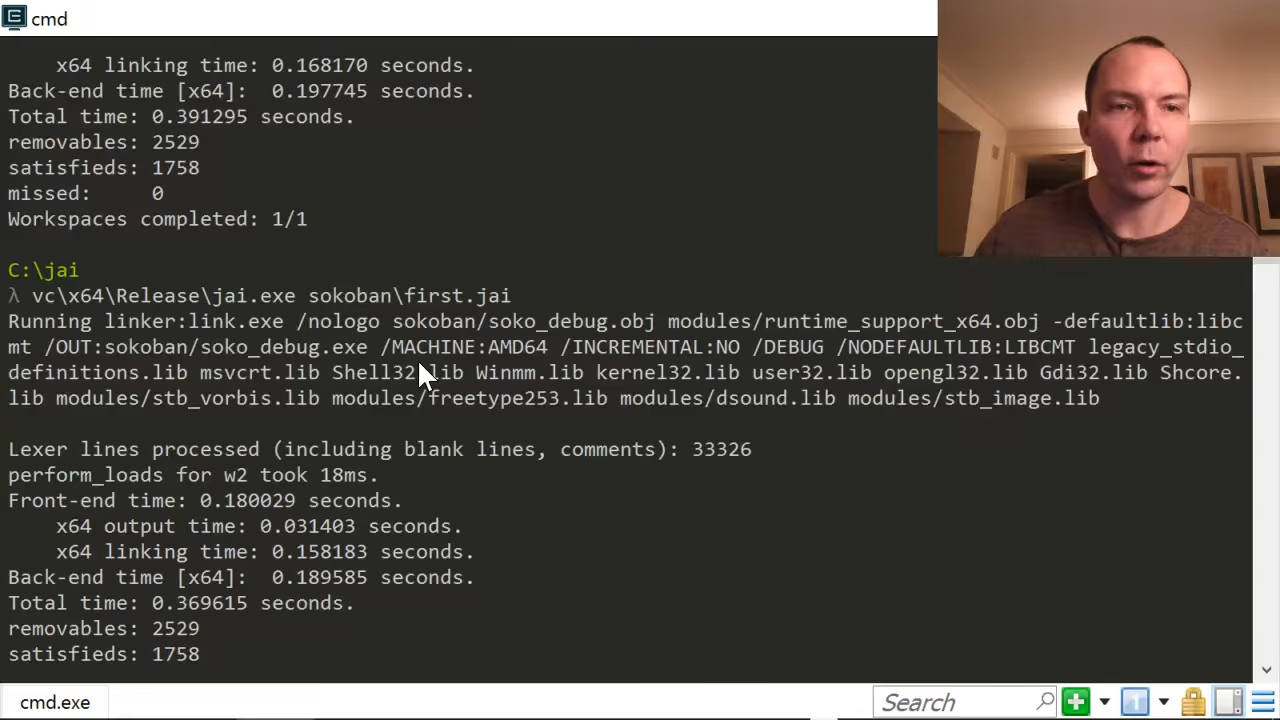 cmd
x64 linking time: 0.168170 seconds.
Back-end time [x64]:  0.197745 seconds.
Total time: 0.391295 seconds.
removables: 2529
satisfieds: 1758
missed:     0
Workspaces completed: 1/1
C:\jai
λ vc\x64\Release\jai.exe sokoban\first.jai
Running linker:link.exe /nologo sokoban/soko_debug.obj modules/runtime_support_x64.obj -defaultlib:libc
mt /OUT:sokoban/soko_debug.exe /MACHINE:AMD64 /INCREMENTAL:NO /DEBUG /NODEFAULTLIB:LIBCMT legacy_stdio_
definitions.lib msvcrt.lib Shell32.lib Winmm.lib kernel32.lib user32.lib opengl32.lib Gdi32.lib Shcore.
lib modules/stb_vorbis.lib modules/freetype253.lib modules/dsound.lib modules/stb_image.lib
Lexer lines processed (including blank lines, comments): 33326
perform_loads for w2 took 18ms.
Front-end time: 0.180029 seconds.
x64 output time: 0.031403 seconds.
x64 linking time: 0.158183 seconds.
Back-end time [x64]:  0.189585 seconds.
Total time: 0.369615 seconds.
removables: 2529
satisfieds: 1758
cmd.exe
Search